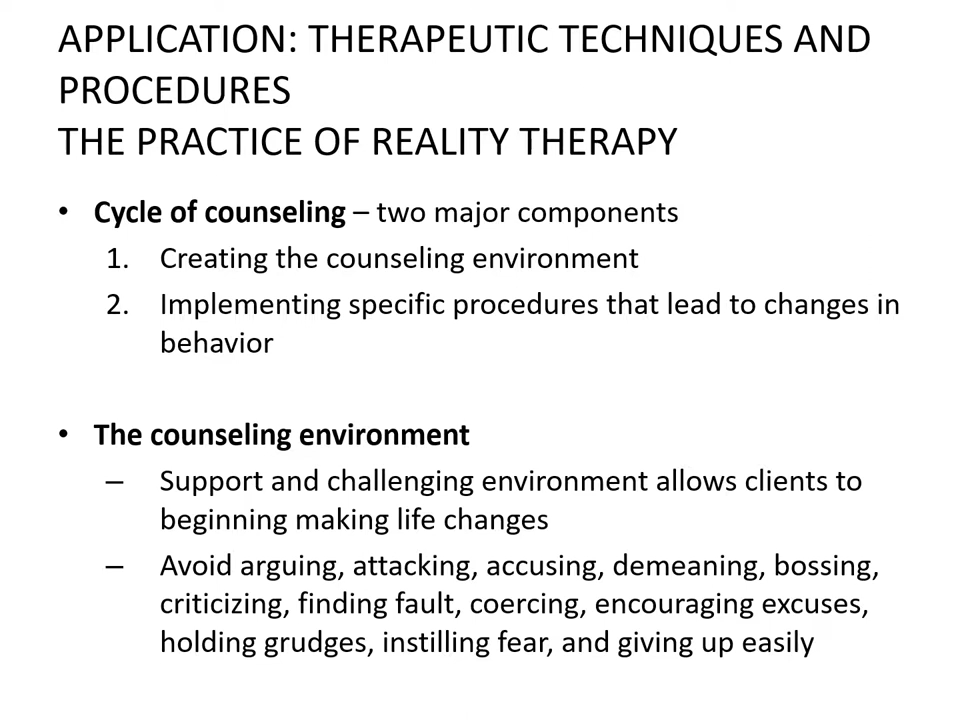 APPLICATION: THERAPEUTIC TECHNIQUES AND
PROCEDURES
THE PRACTICE OF REALITY THERAPY
• Cycle of counseling – two major components
1. Creating the counseling environment
2. Implementing specific procedures that lead to changes in
behavior
• The counseling environment
– Support and challenging environment allows clients to
beginning making life changes
– Avoid arguing, attacking, accusing, demeaning, bossing,
criticizing, finding fault, coercing, encouraging excuses,
holding grudges, instilling fear, and giving up easily